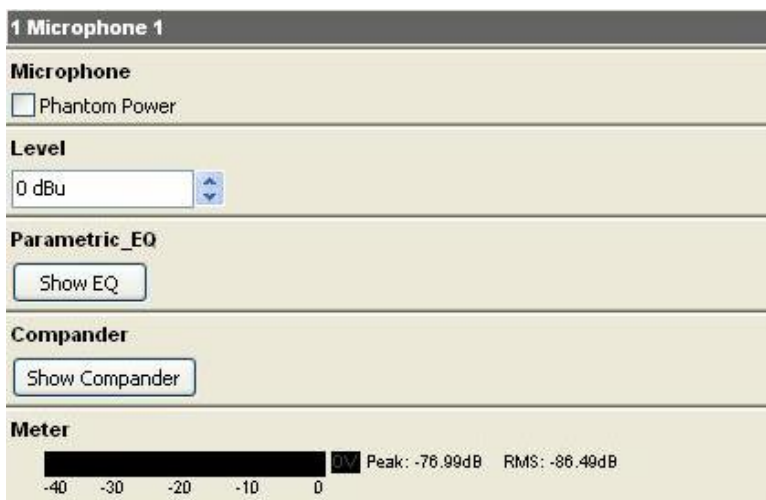 1 Microphone 1
Microphone
Phantom Power
Level
0 dBu
Parametric_EQ
Show EQ
Compander
Show Compander
Meter
OV Peak: -76.99dB RMS: -86.49dB
-40 -30 -20 -10 0